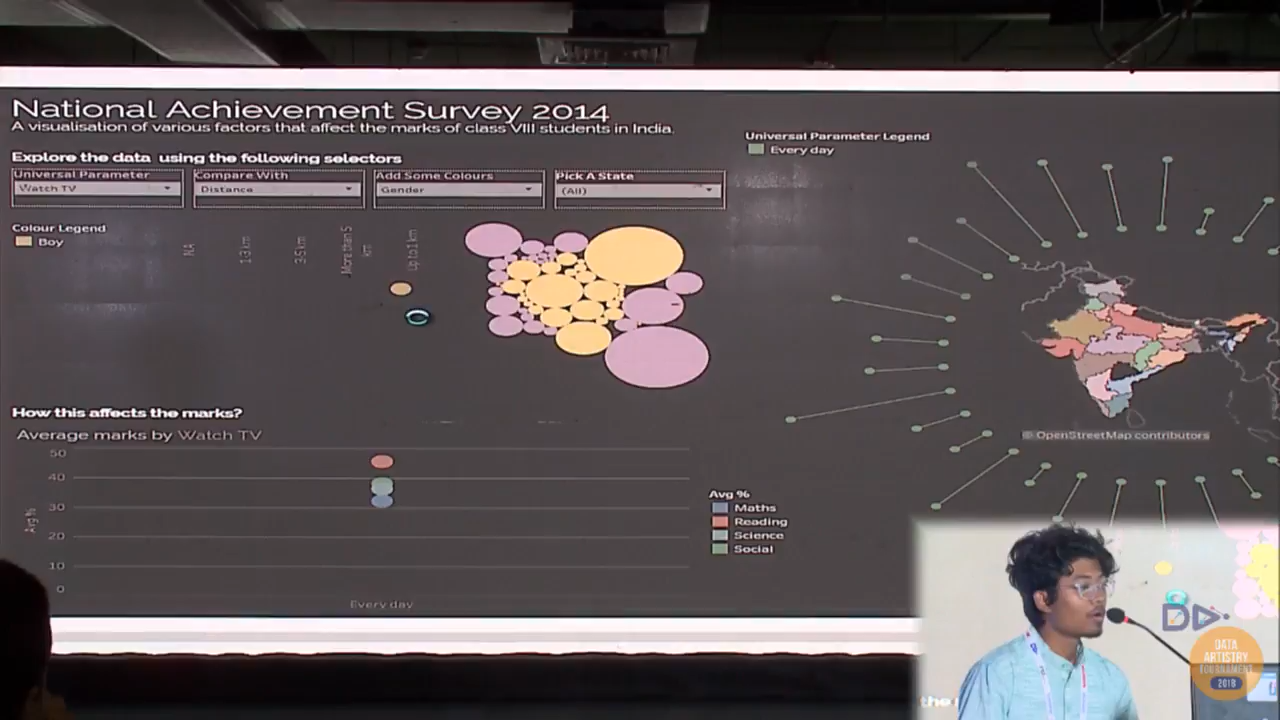 National Achievement Survey 2014
A visualisation of various factors that affect the marks of class VIII students in India.
Explore the data using the following selectors
Universal Parameter
Watch TV
Compare With
Distance
Add Some Colours
Gender
Pick A State
(All)
Universal Parameter Legend
Every day
Colour Legend
Boy
NA
1-3 km
3-5 km
More than 5 km
Up to 1 km
How this affects the marks?
Average marks by Watch TV
50
40
30
20
10
0
Avg %
Every day
Avg %
Maths
Reading
Science
Social
© OpenStreetMap contributors
DATA
ARTISTRY
TOURNAMENT
2018
the